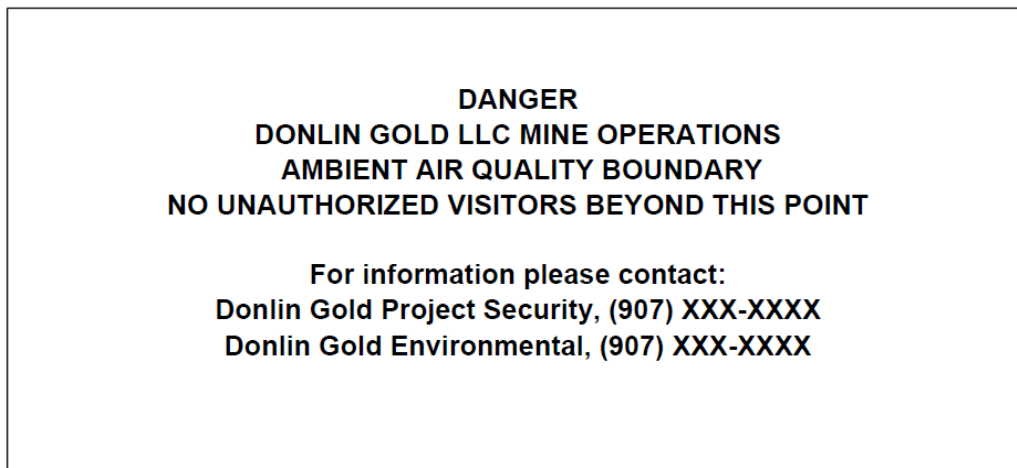 DANGER
DONLIN GOLD LLC MINE OPERATIONS
AMBIENT AIR QUALITY BOUNDARY
NO UNAUTHORIZED VISITORS BEYOND THIS POINT
For information please contact:
Donlin Gold Project Security, (907) XXX-XXXX
Donlin Gold Environmental, (907) XXX-XXXX